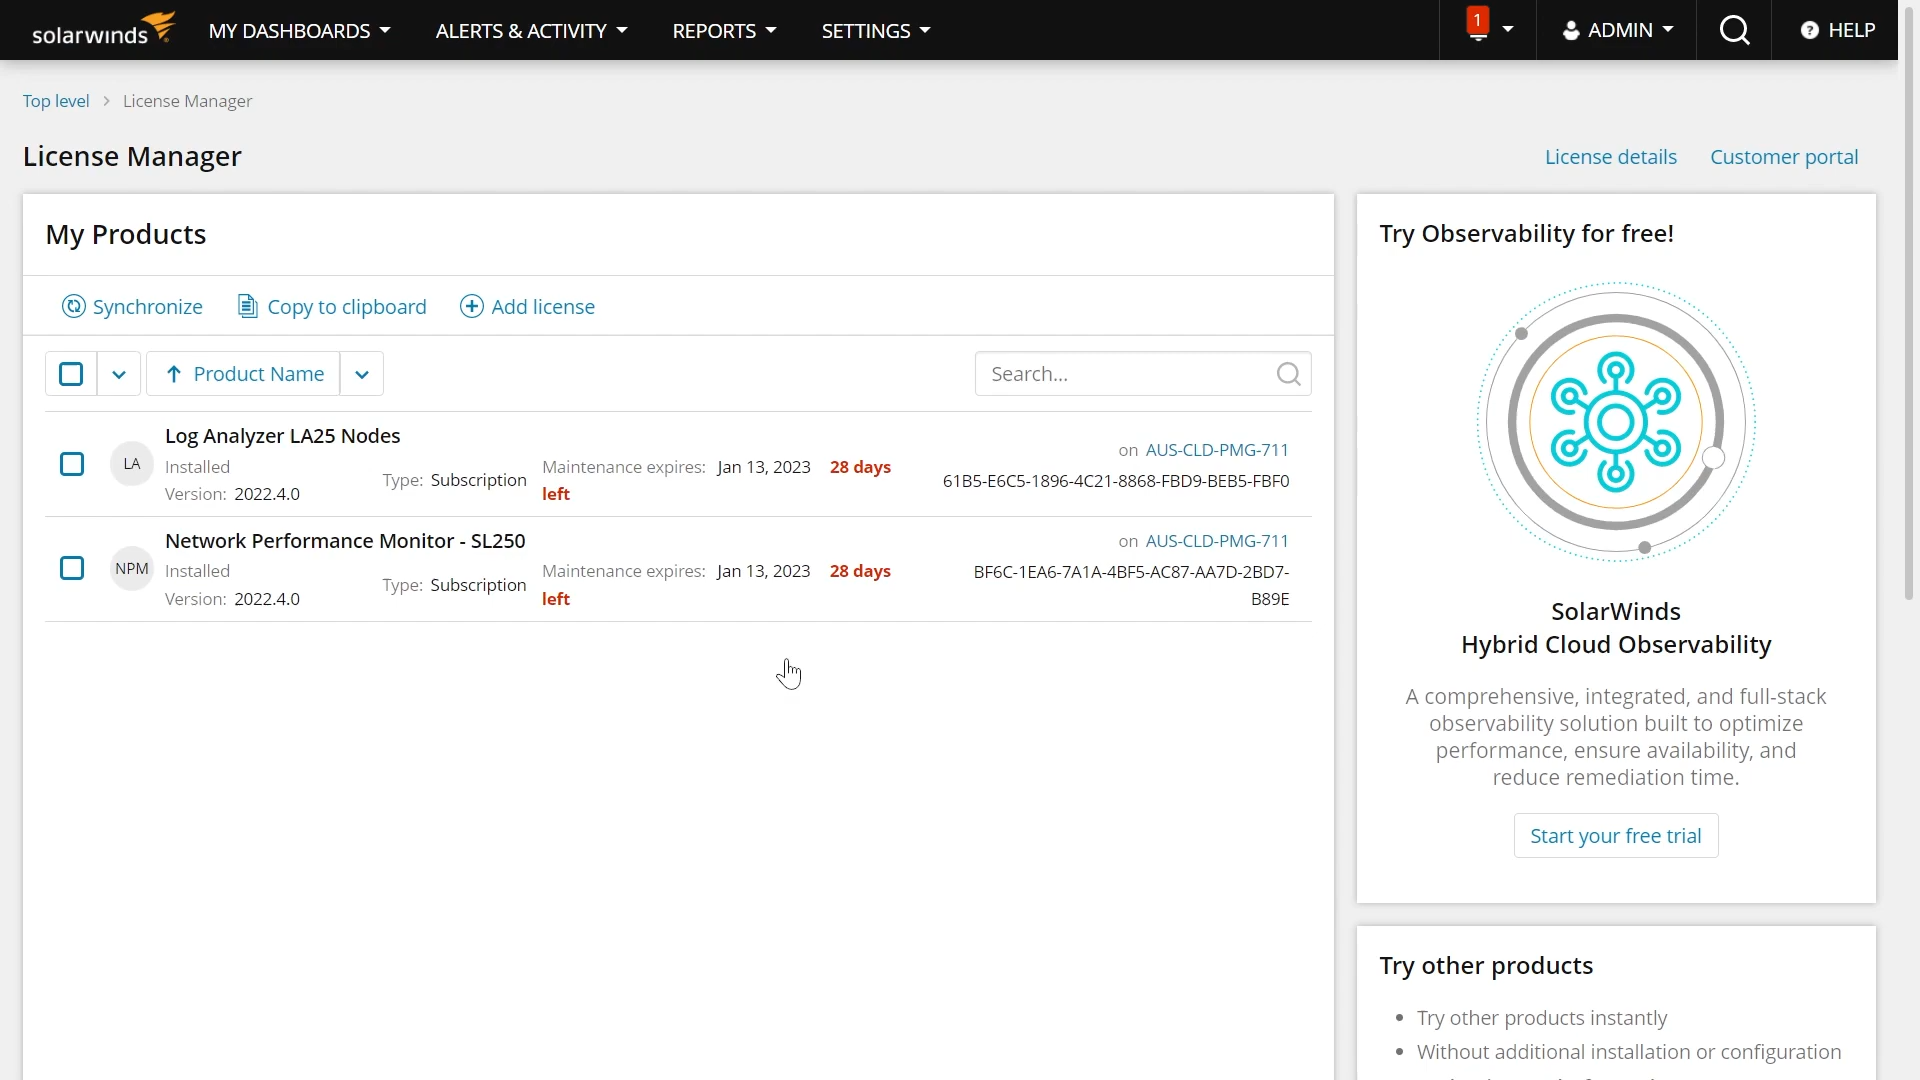 solarwinds MY DASHBOARDS ALERTS & ACTIVITY REPORTS SETTINGS 1 ADMIN ? HELP
Top level > License Manager
License Manager
License details Customer portal
My Products
Synchronize Copy to clipboard Add license
Product Name
Search...
Log Analyzer LA25 Nodes
LA
Installed
Version: 2022.4.0
Type: Subscription
Maintenance expires: Jan 13, 2023 28 days
left
on AUS-CLD-PMG-711
61B5-E6C5-1896-4C21-8868-FBD9-BEB5-FBF0
Network Performance Monitor - SL250
NPM
Installed
Version: 2022.4.0
Type: Subscription
Maintenance expires: Jan 13, 2023 28 days
left
on AUS-CLD-PMG-711
BF6C-1EA6-7A1A-4BF5-AC87-AA7D-2BD7-
B89E
Try Observability for free!
SolarWinds
Hybrid Cloud Observability
A comprehensive, integrated, and full-stack
observability solution built to optimize
performance, ensure availability, and
reduce remediation time.
Start your free trial
Try other products
• Try other products instantly
• Without additional installation or configuration